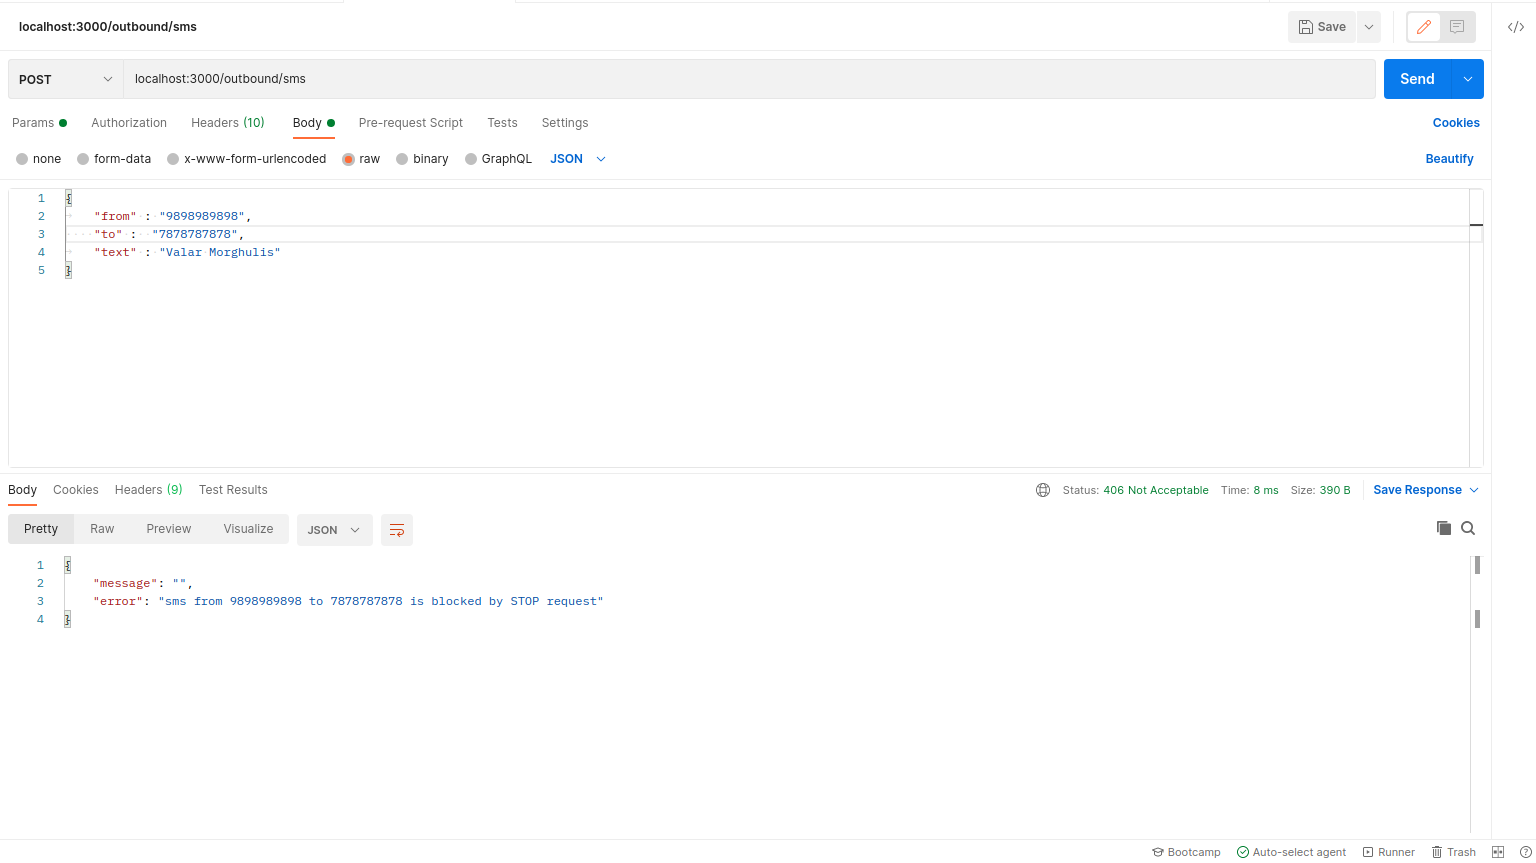 localhost:3000/outbound/sms
Save
POST
localhost:3000/outbound/sms
Send
Params Authorization Headers (10) Body Pre-request Script Tests Settings Cookies
none form-data x-www-form-urlencoded raw binary GraphQL JSON Beautify
1 {
2 "from" : "9898989898",
3 "to" : "7878787878",
4 "text" : "Valar Morghulis"
5 }
Body Cookies Headers (9) Test Results Status: 406 Not Acceptable Time: 8 ms Size: 390 B Save Response
Pretty Raw Preview Visualize JSON
1 {
2 "message": "",
3 "error": "sms from 9898989898 to 7878787878 is blocked by STOP request"
4 }
Bootcamp Auto-select agent Runner Trash